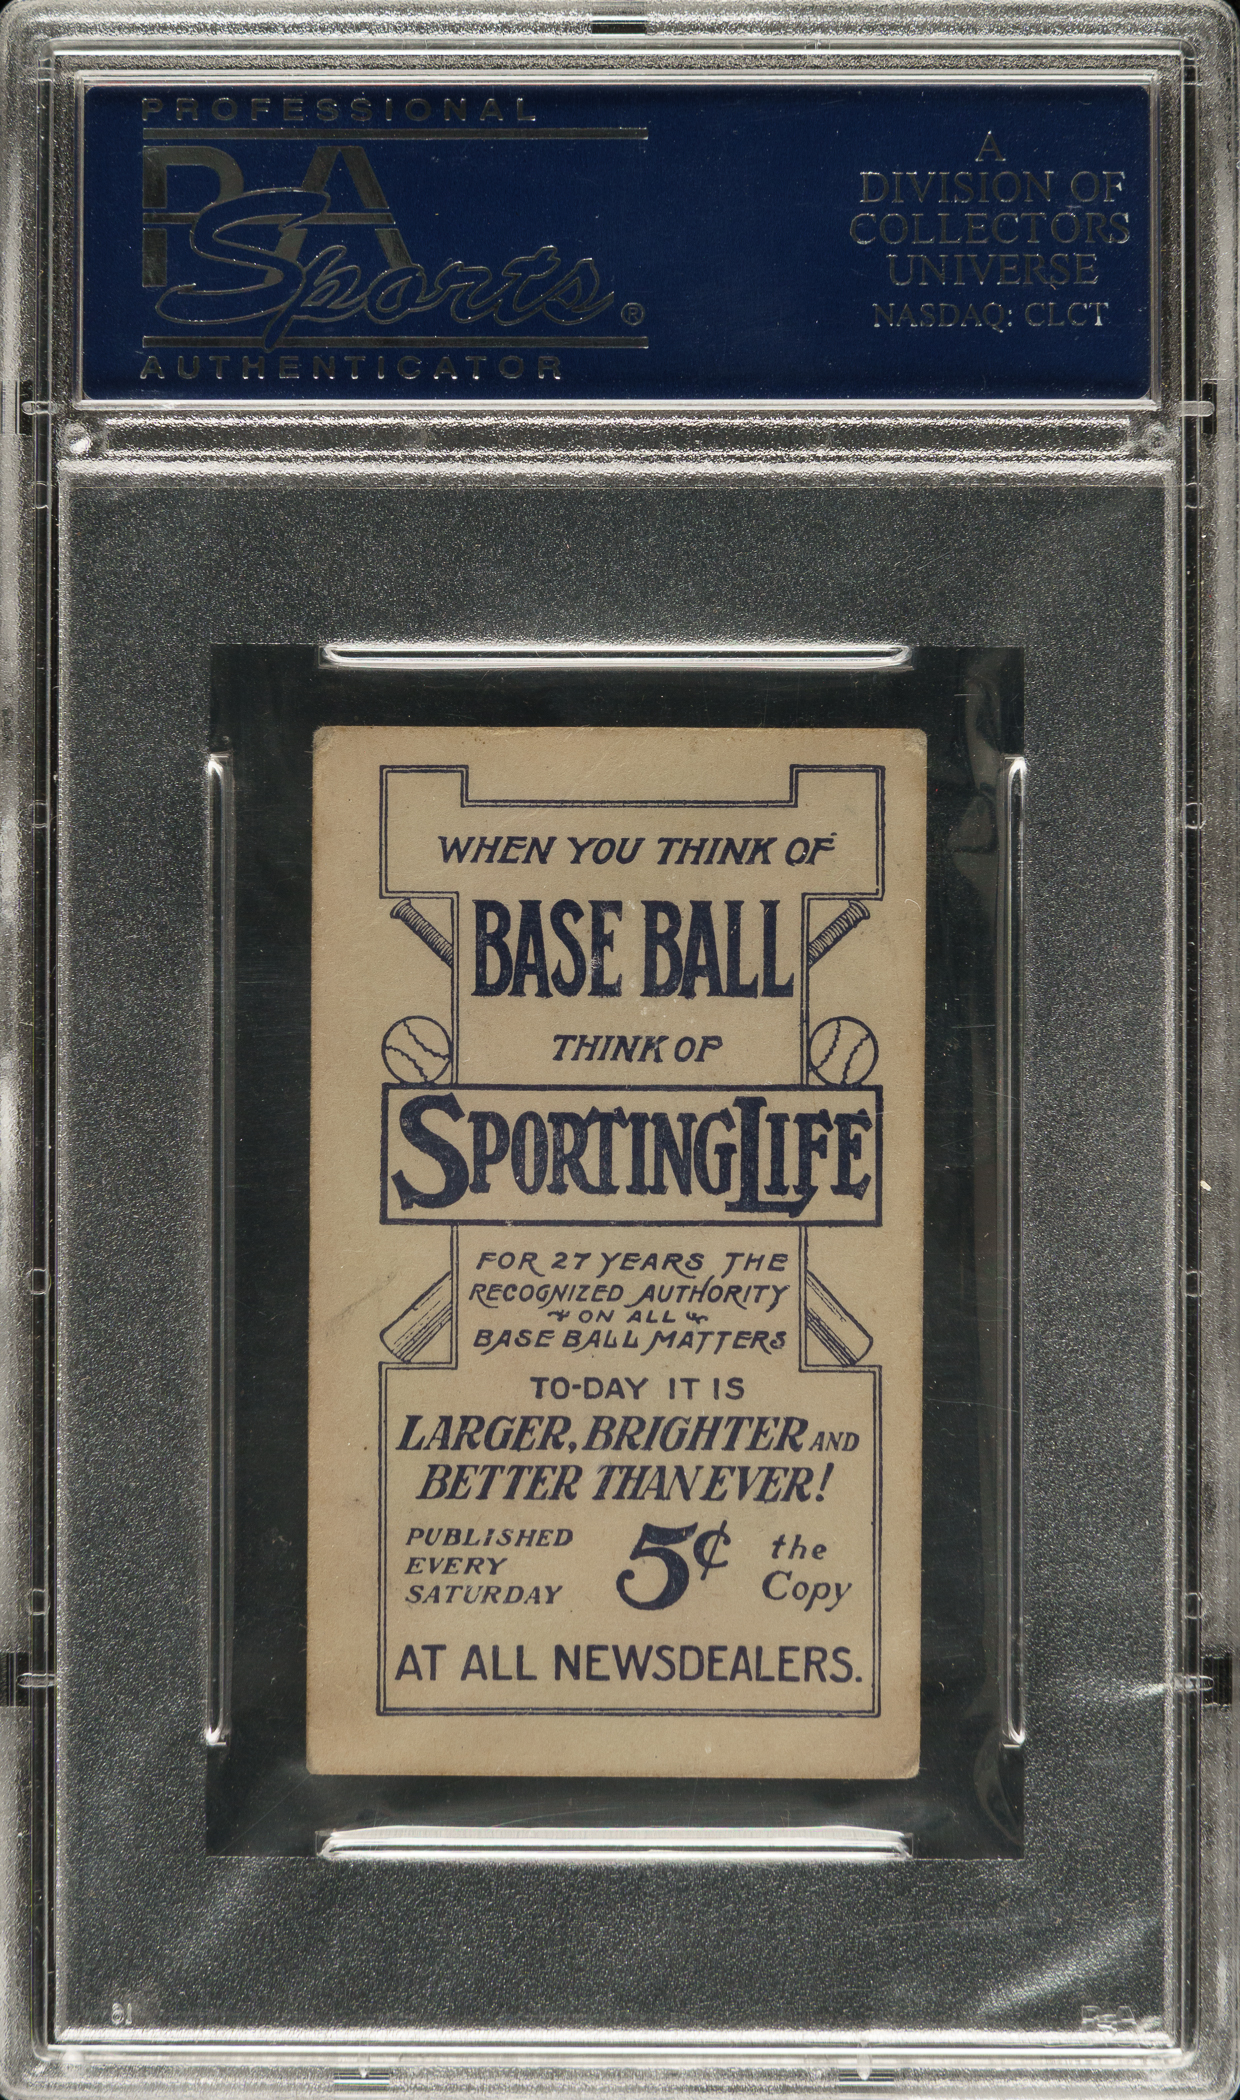 PROFESSIONAL
PSA
Sports®
AUTHENTICATOR
A
DIVISION OF
COLLECTORS
UNIVERSE
NASDAQ: CLCT
WHEN YOU THINK OF
BASE BALL
THINK OF
SPORTING LIFE
FOR 27 YEARS THE
RECOGNIZED AUTHORITY
ON ALL
BASE BALL MATTERS
TO-DAY IT IS
LARGER, BRIGHTER AND
BETTER THAN EVER!
PUBLISHED
EVERY
SATURDAY
5¢
the
Copy
AT ALL NEWSDEALERS.
PSA